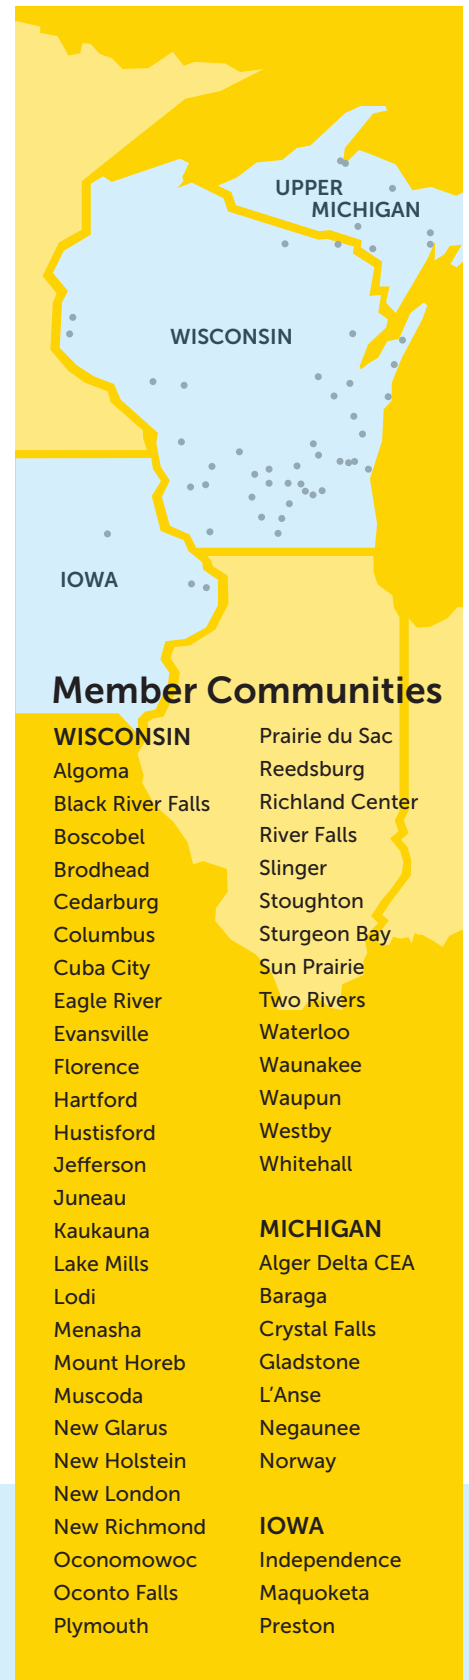 UPPER
MICHIGAN
WISCONSIN
IOWA
Member Communities
WISCONSIN
Algoma
Black River Falls
Boscobel
Brodhead
Cedarburg
Columbus
Cuba City
Eagle River
Evansville
Florence
Hartford
Hustisford
Jefferson
Juneau
Kaukauna
Lake Mills
Lodi
Menasha
Mount Horeb
Muscoda
New Glarus
New Holstein
New London
New Richmond
Oconomowoc
Oconto Falls
Plymouth
Prairie du Sac
Reedsburg
Richland Center
River Falls
Slinger
Stoughton
Sturgeon Bay
Sun Prairie
Two Rivers
Waterloo
Waunakee
Waupun
Westby
Whitehall
MICHIGAN
Alger Delta CEA
Baraga
Crystal Falls
Gladstone
L’Anse
Negaunee
Norway
IOWA
Independence
Maquoketa
Preston